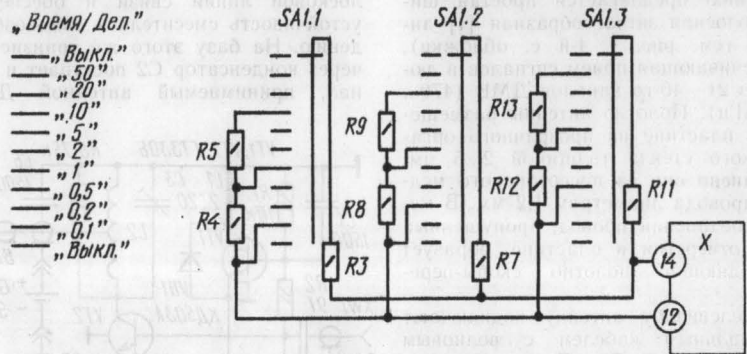 „Время/Дел."
SA1.1
SA1.2
SA1.3
„Выкл."
„50"
„20"
„10"
„5"
„2"
„1"
„0,5"
„0,2"
„0,1"
„Выкл."
R5
R4
R3
R9
R8
R7
R13
R12
R11
X
14
12